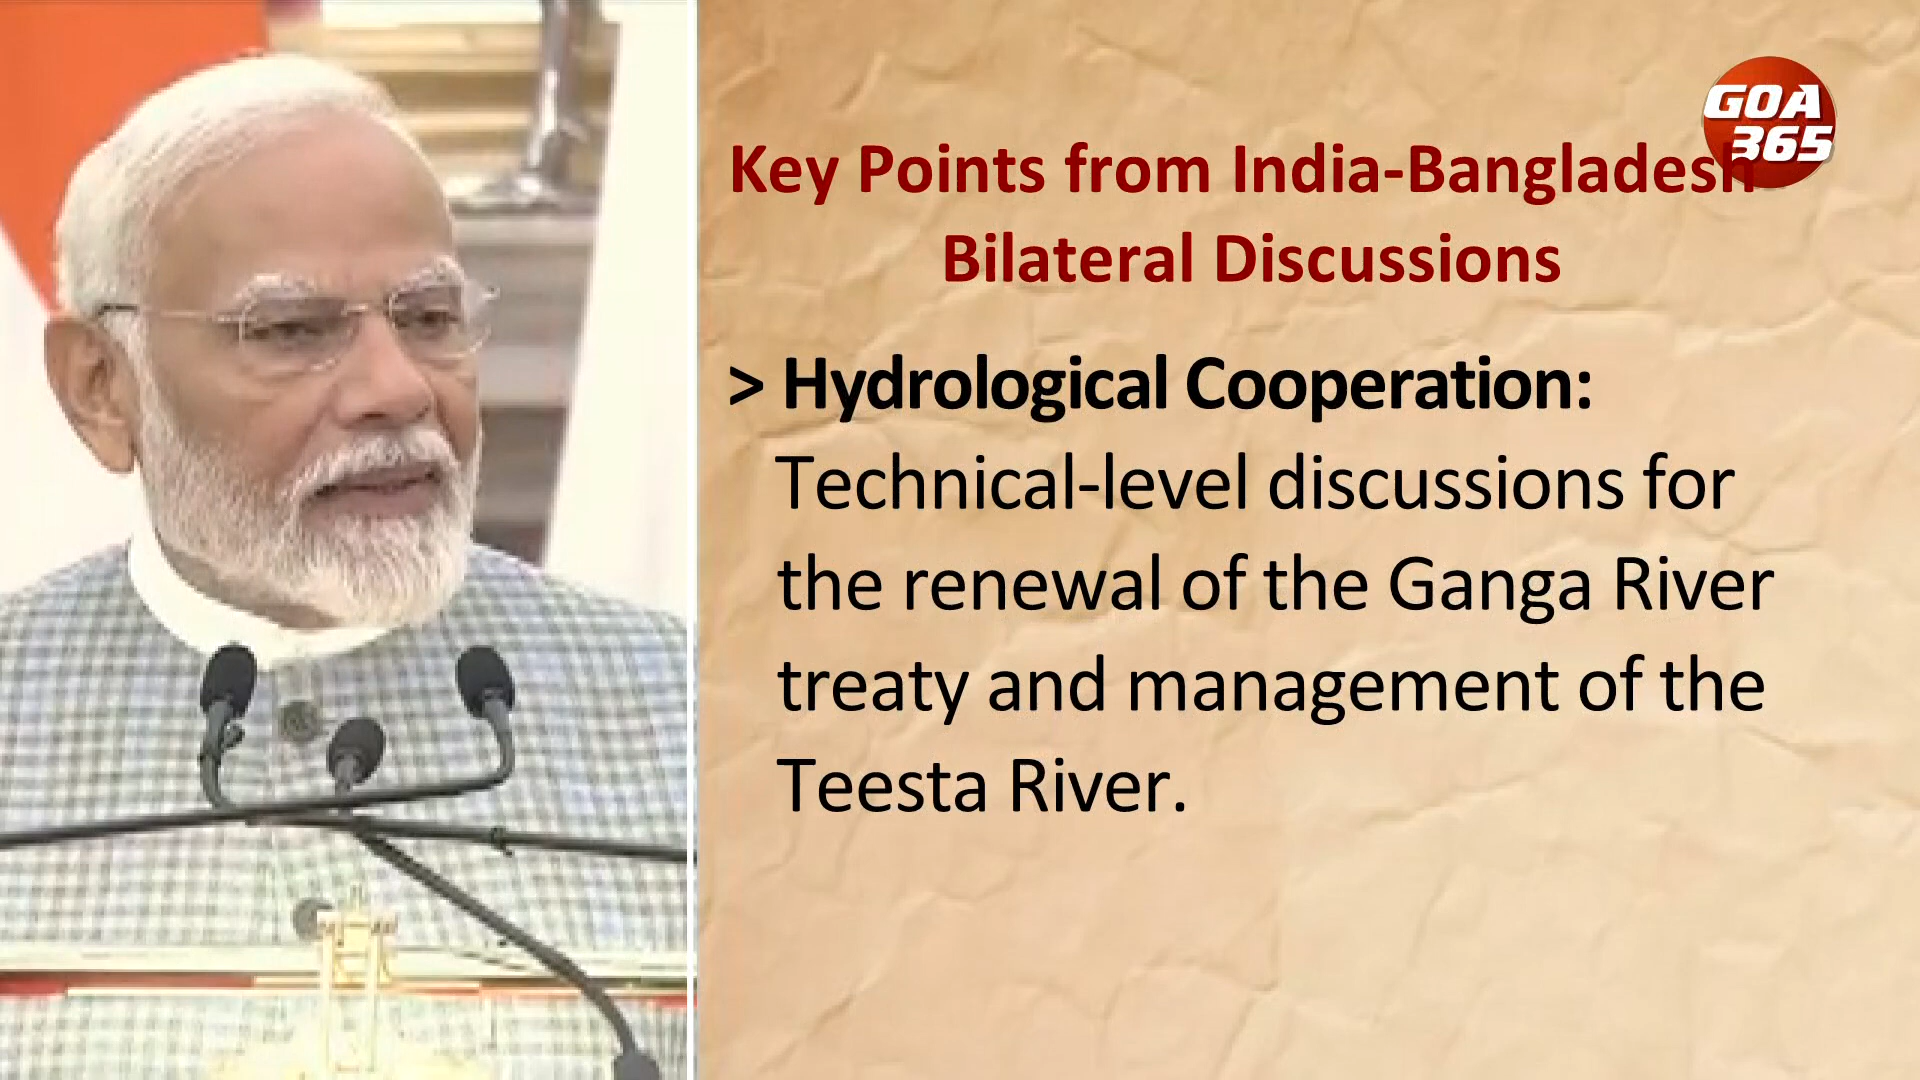 GOA
365
Key Points from India-Bangladesh
Bilateral Discussions
> Hydrological Cooperation:
Technical-level discussions for
the renewal of the Ganga River
treaty and management of the
Teesta River.